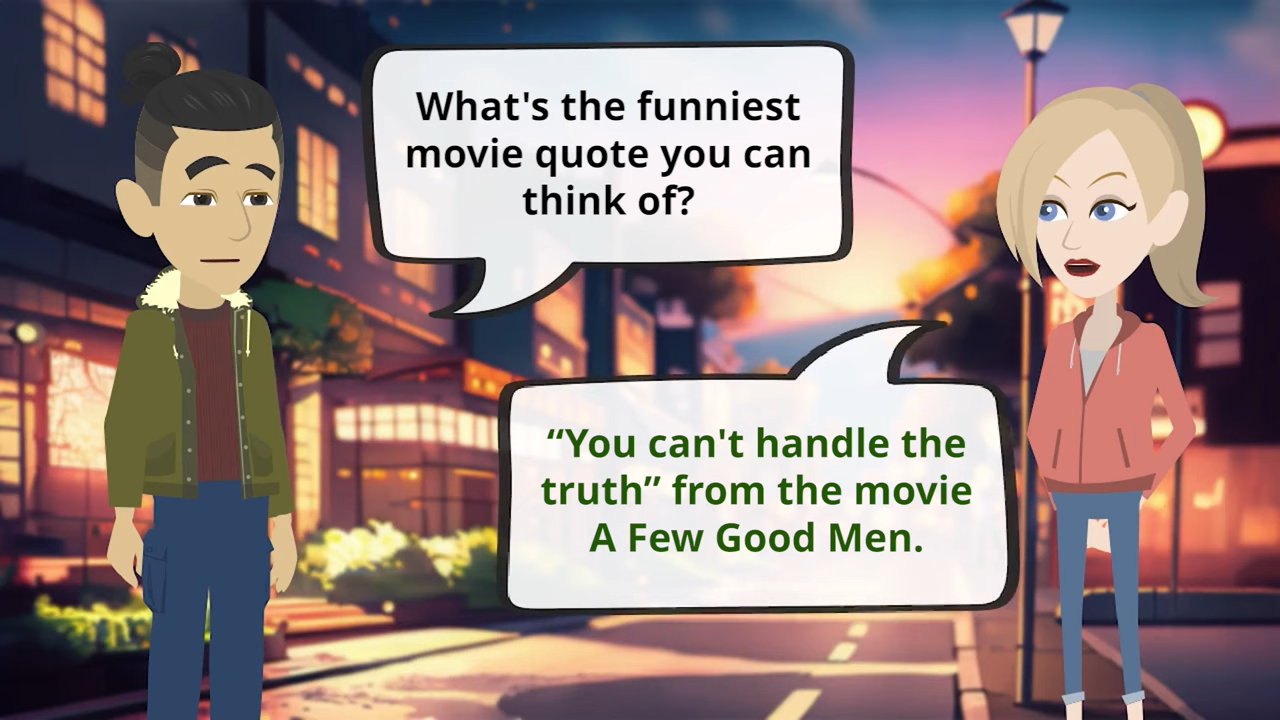 What's the funniest
movie quote you can
think of?
“You can't handle the
truth” from the movie
A Few Good Men.